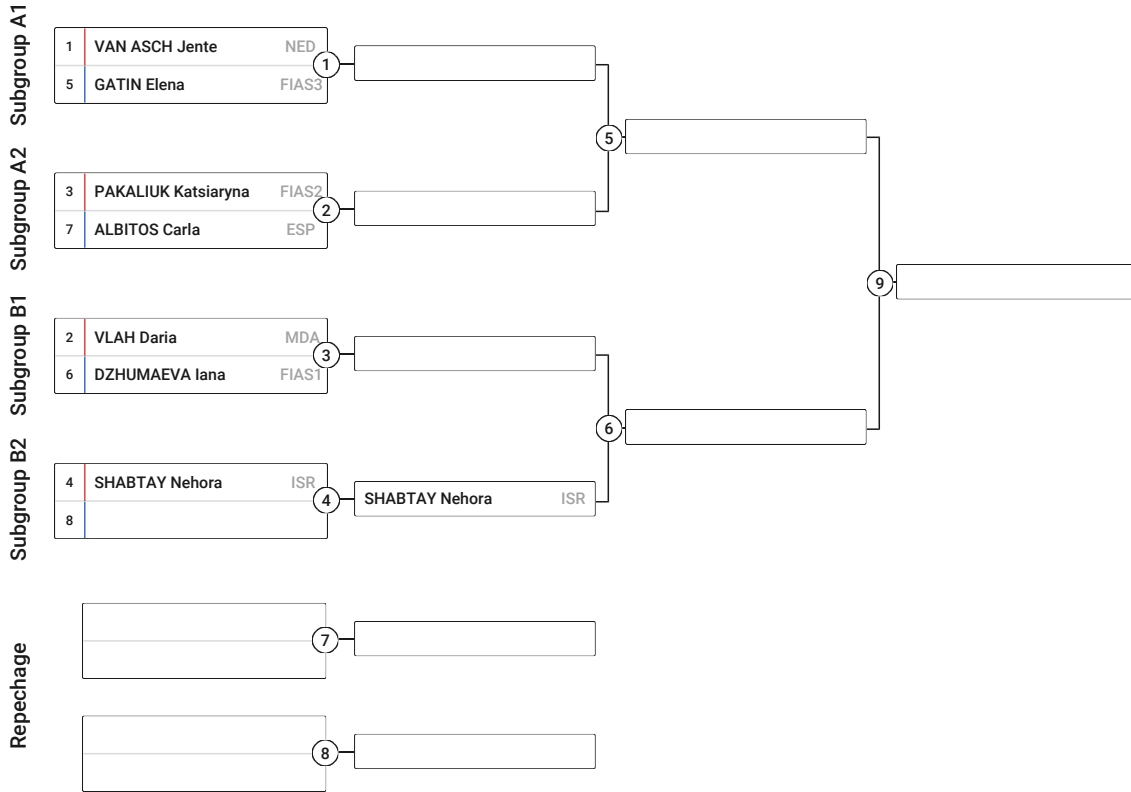 Subgroup A1
1 VAN ASCH Jente NED
5 GATIN Elena FIAS3
1
5
Subgroup A2
3 PAKALIUK Katsiaryna FIAS2
7 ALBITOS Carla ESP
2
9
Subgroup B1
2 VLAH Daria MDA
6 DZHUMAEVA Iana FIAS1
3
6
Subgroup B2
4 SHABTAY Nehora ISR
8
4
SHABTAY Nehora ISR
Repechage
7
8